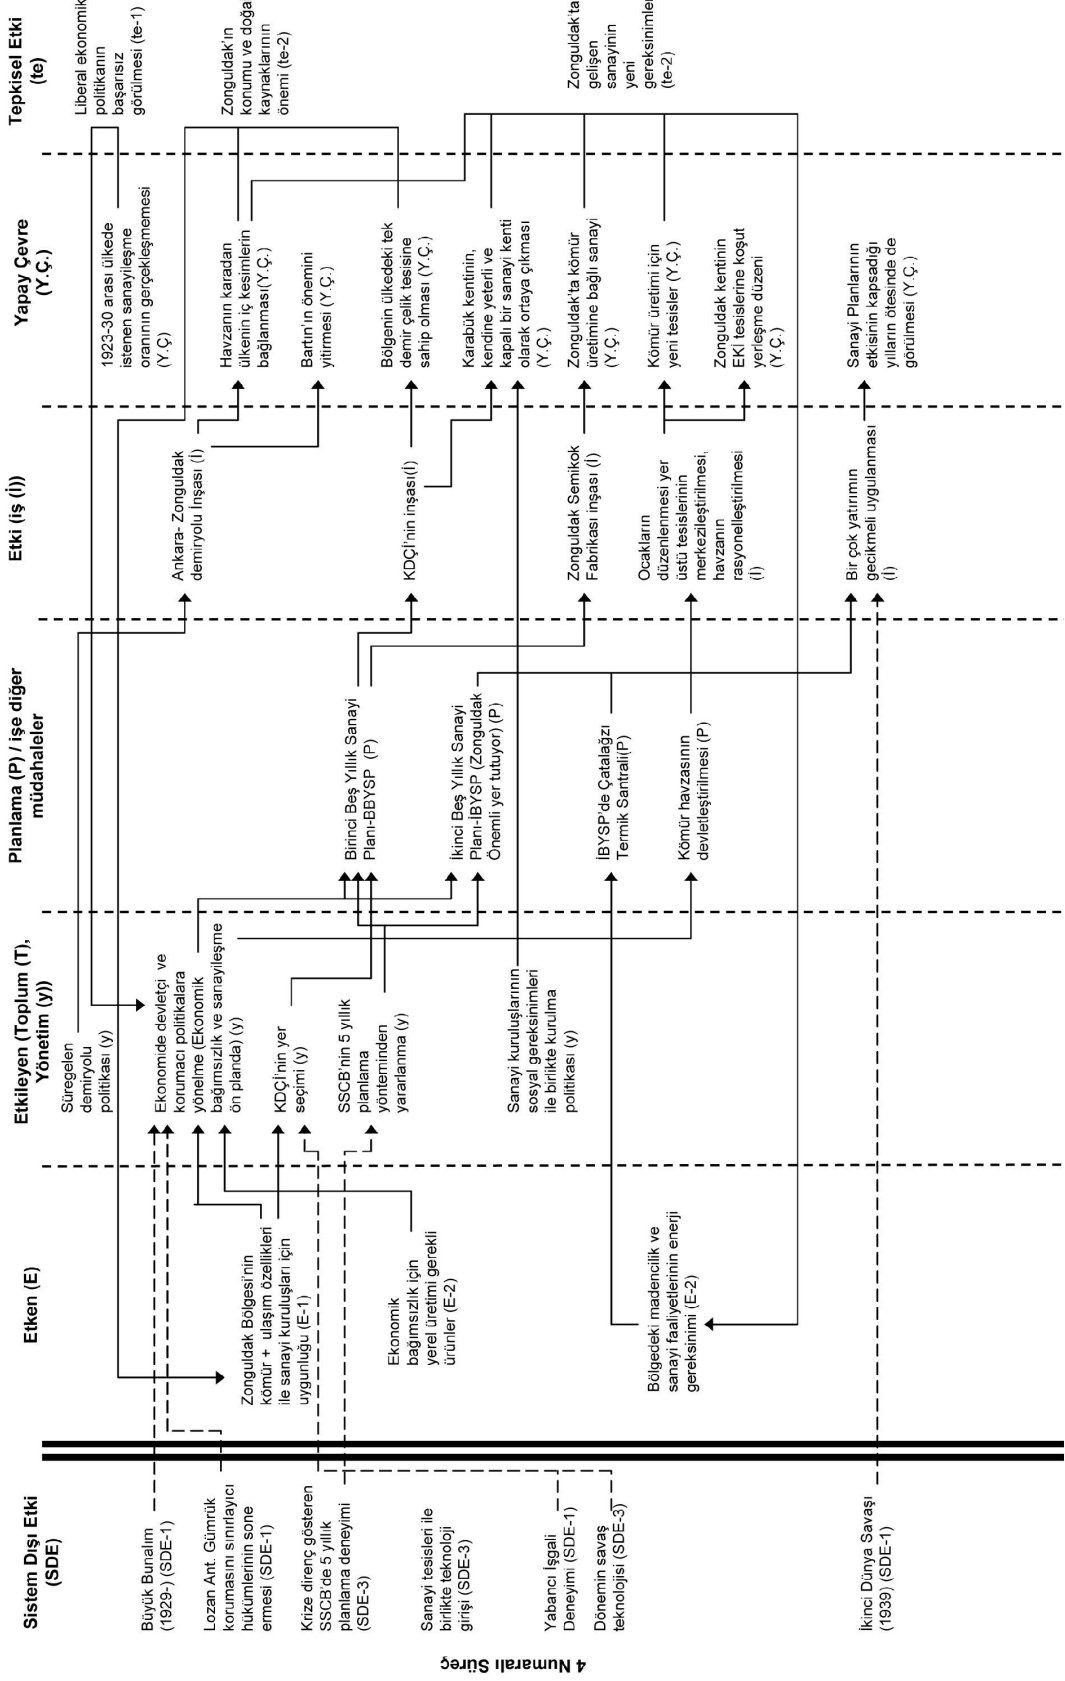 4 Numaralı Süreç
Sistem Dışı Etki
(SDE)
Etken (E)
Etkileyen (Toplum (T),
Yönetim (y))
Planlama (P) / işe diğer
müdahaleler
Etki (iş (İ))
Yapay Çevre
(Y.Ç.)
Tepkisel Etki
(te)
Büyük Bunalım
(1929-) (SDE-1)
Lozan Ant. Gümrük
korumasını sınırlayıcı
hükümlerinin sone
ermesi (SDE-1)
Krize direnç gösteren
SSCB'de 5 yıllık
planlama deneyimi
(SDE-3)
Sanayi tesisleri ile
birlikte teknoloji
girişi (SDE-3)
Yabancı İşgali
Deneyimi (SDE-1)
Dönemin savaş
teknolojisi (SDE-3)
İkinci Dünya Savaşı
(1939) (SDE-1)
Zonguldak Bölgesi'nin
kömür + ulaşım özellikleri
ile sanayi kuruluşları için
uygunluğu (E-1)
Ekonomik
bağımsızlık için
yerel üretimi gerekli
ürünler (E-2)
Bölgedeki madencilik ve
sanayi faaliyetlerinin enerji
gereksinimi (E-2)
Süregelen
demiryolu
politikası (y)
Ekonomide devletçi ve
korumacı politikalara
yönelme (Ekonomik
bağımsızlık ve sanayileşme
ön planda) (y)
KDÇİ'nin yer
seçimi (y)
SSCB'nin 5 yıllık
planlama
yönteminden
yararlanma (y)
Sanayi kuruluşlarının
sosyal gereksinimleri
ile birlikte kurulma
politikası (y)
Birinci Beş Yıllık Sanayi
Planı-BBYSP (P)
İkinci Beş Yıllık Sanayi
Planı-İBYSP (Zonguldak
Önemli yer tutuyor) (P)
İBYSP'de Çatalağzı
Termik Santrali(P)
Kömür havzasının
devletleştirilmesi (P)
Ankara- Zonguldak
demiryolu İnşası (İ)
KDÇİ'nin inşası(İ)
Zonguldak Semikok
Fabrikası inşası (İ)
Ocakların
düzenlenmesi yer
üstü tesislerinin
merkezileştirilmesi,
havzanın
rasyonelleştirilmesi
(İ)
Bir çok yatırımın
gecikmeli uygulanması
(İ)
1923-30 arası ülkede
istenen sanayileşme
oranının gerçekleşmemesi
(Y.Ç)
Havzanın karadan
ülkenin iç kesimlerin
bağlanması(Y.Ç.)
Bartın'ın önemini
yitirmesi (Y.Ç.)
Bölgenin ülkedeki tek
demir çelik tesisine
sahip olması (Y.Ç.)
Karabük kentinin,
kendine yeterli ve
kapalı bir sanayi kenti
olarak ortaya çıkması
(Y.Ç.)
Zonguldak'ta kömür
üretimine bağlı sanayi
(Y.Ç.)
Kömür üretimi için
yeni tesisler (Y.Ç.)
Zonguldak kentinin
EKİ tesislerine koşut
yerleşme düzeni
(Y.Ç.)
Sanayi Planlarının
etkisinin kapsadığı
yılların ötesinde de
görülmesi (Y.Ç.)
Liberal ekonomik
politikanın
başarısız
görülmesi (te-1)
Zonguldak'ın
konumu ve doğa
kaynaklarının
önemi (te-2)
Zonguldak'ta
gelişen
sanayinin
yeni
gereksinimler
(te-2)